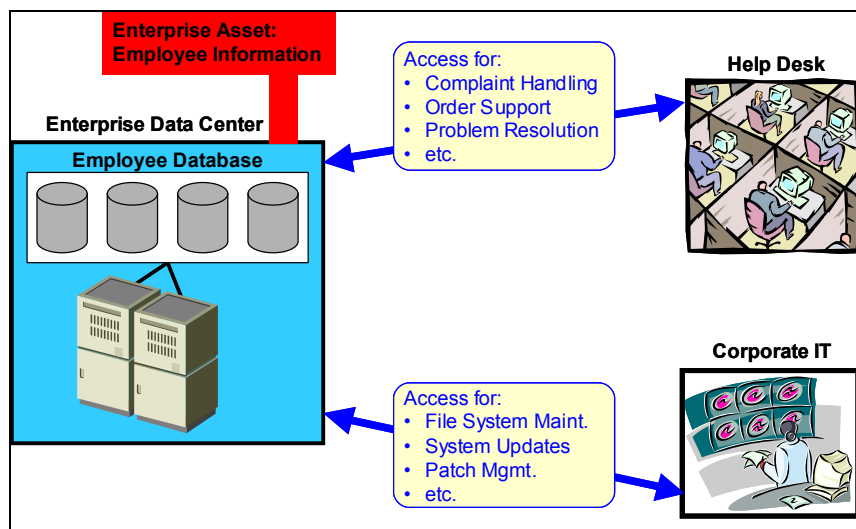 Enterprise Asset:
Employee Information
Enterprise Data Center
Employee Database
Access for:
• Complaint Handling
• Order Support
• Problem Resolution
• etc.
Help Desk
Access for:
• File System Maint.
• System Updates
• Patch Mgmt.
• etc.
Corporate IT